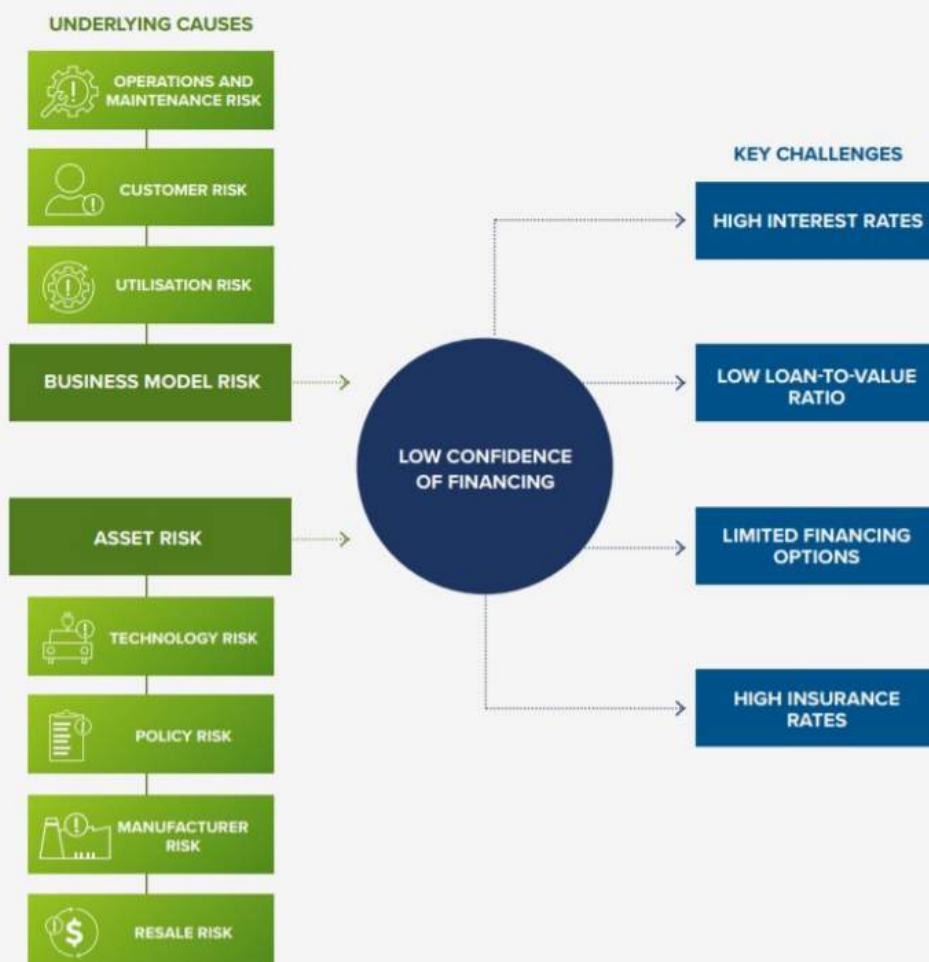 UNDERLYING CAUSES
OPERATIONS AND
MAINTENANCE RISK
CUSTOMER RISK
UTILISATION RISK
BUSINESS MODEL RISK
ASSET RISK
TECHNOLOGY RISK
POLICY RISK
MANUFACTURER
RISK
RESALE RISK
LOW CONFIDENCE
OF FINANCING
KEY CHALLENGES
HIGH INTEREST RATES
LOW LOAN-TO-VALUE
RATIO
LIMITED FINANCING
OPTIONS
HIGH INSURANCE
RATES